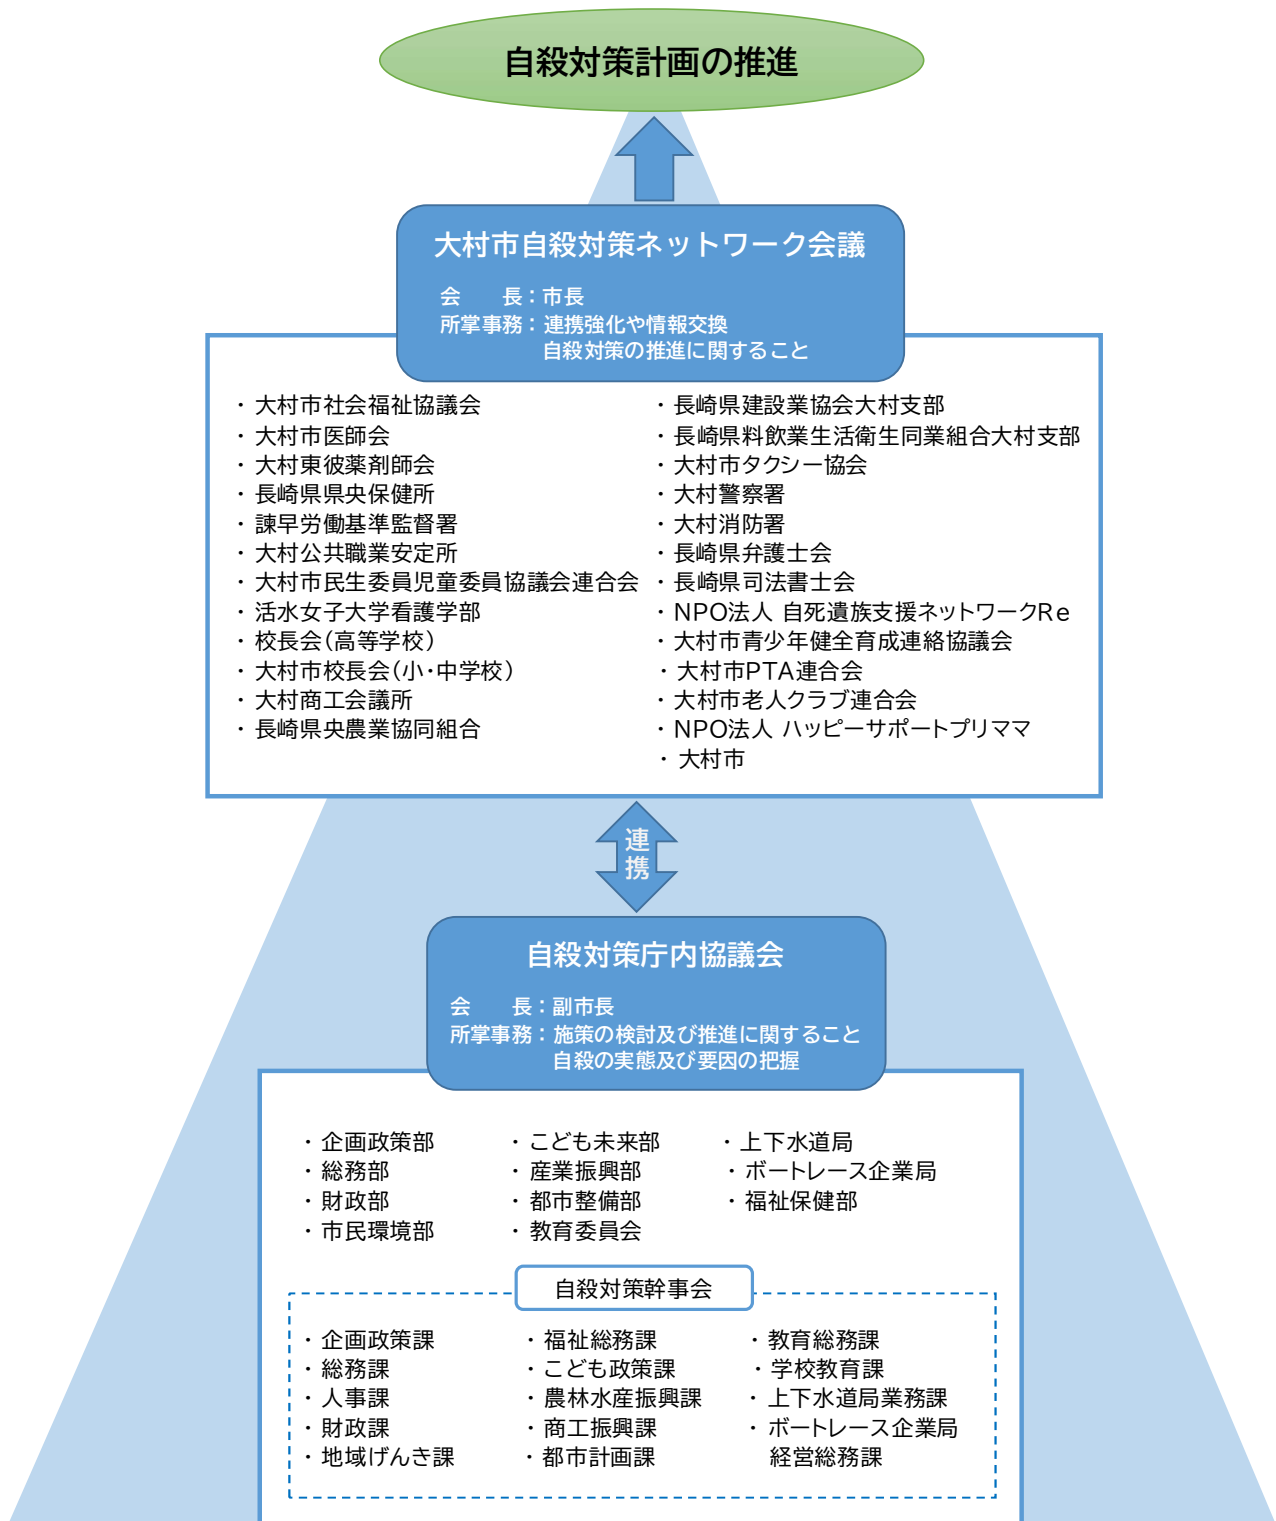 自殺対策計画の推進
大村市自殺対策ネットワーク会議
会　　長：市長
所掌事務：連携強化や情報交換
自殺対策の推進に関すること
・大村市社会福祉協議会
・大村市医師会
・大村東彼薬剤師会
・長崎県県央保健所
・諫早労働基準監督署
・大村公共職業安定所
・大村市民生委員児童委員協議会連合会
・活水女子大学看護学部
・校長会(高等学校)
・大村市校長会(小・中学校)
・大村商工会議所
・長崎県央農業協同組合
・長崎県建設業協会大村支部
・長崎県料飲業生活衛生同業組合大村支部
・大村市タクシー協会
・大村警察署
・大村消防署
・長崎県弁護士会
・長崎県司法書士会
・NPO法人 自死遺族支援ネットワークRe
・大村市青少年健全育成連絡協議会
・大村市PTA連合会
・大村市老人クラブ連合会
・NPO法人 ハッピーサポートプリママ
・大村市
連携
自殺対策庁内協議会
会　　長：副市長
所掌事務：施策の検討及び推進に関すること
自殺の実態及び要因の把握
・企画政策部
・総務部
・財政部
・市民環境部
・こども未来部
・産業振興部
・都市整備部
・教育委員会
・上下水道局
・ボートレース企業局
・福祉保健部
自殺対策幹事会
・企画政策課
・総務課
・人事課
・財政課
・地域げんき課
・福祉総務課
・こども政策課
・農林水産振興課
・商工振興課
・都市計画課
・教育総務課
・学校教育課
・上下水道局業務課
・ボートレース企業局
経営総務課